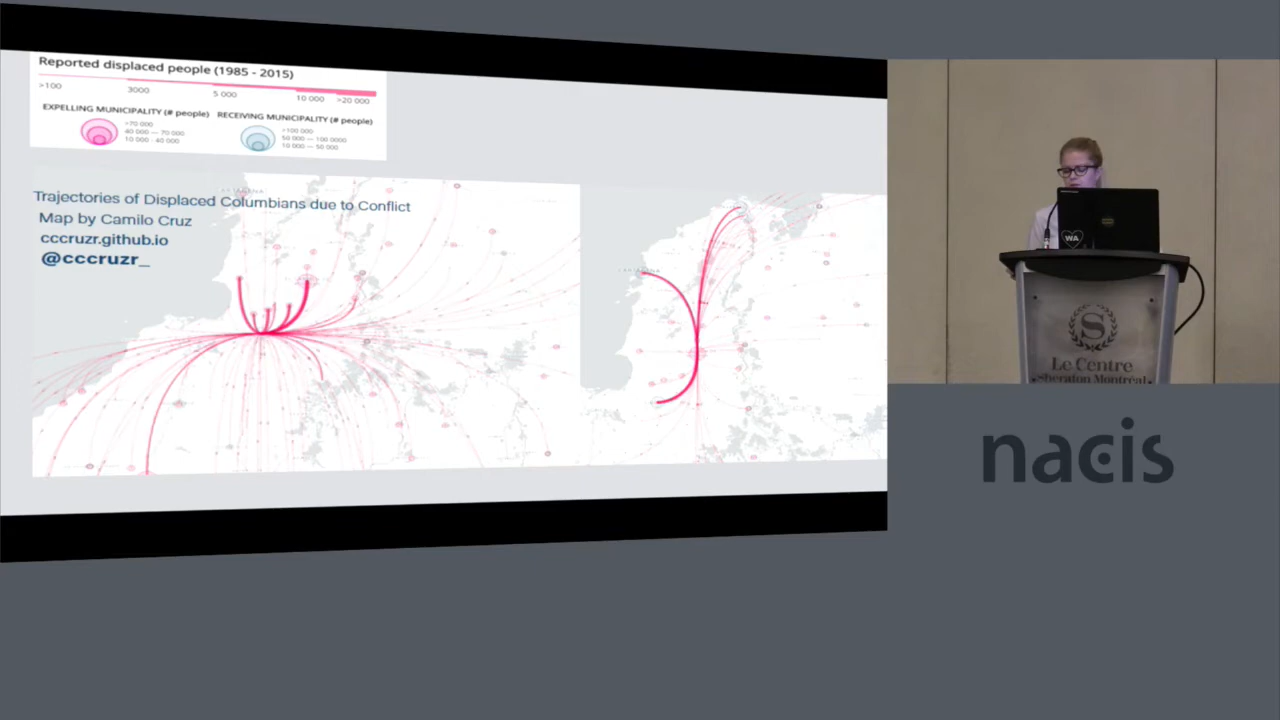 Reported displaced people (1985 - 2015)
>100 3000 5 000 10 000 >20 000
EXPELLING MUNICIPALITY (# people) RECEIVING MUNICIPALITY (# people)
>70 000
40 000 — 70 000
10 000 - 40 000
>100 000
50 000 — 100 0000
10 000 — 50 000
Trajectories of Displaced Columbians due to Conflict
Map by Camilo Cruz
cccruzr.github.io
@cccruzr_
CARTAGENA
WA
S
Le Centre
Sheraton Montréal
nacis